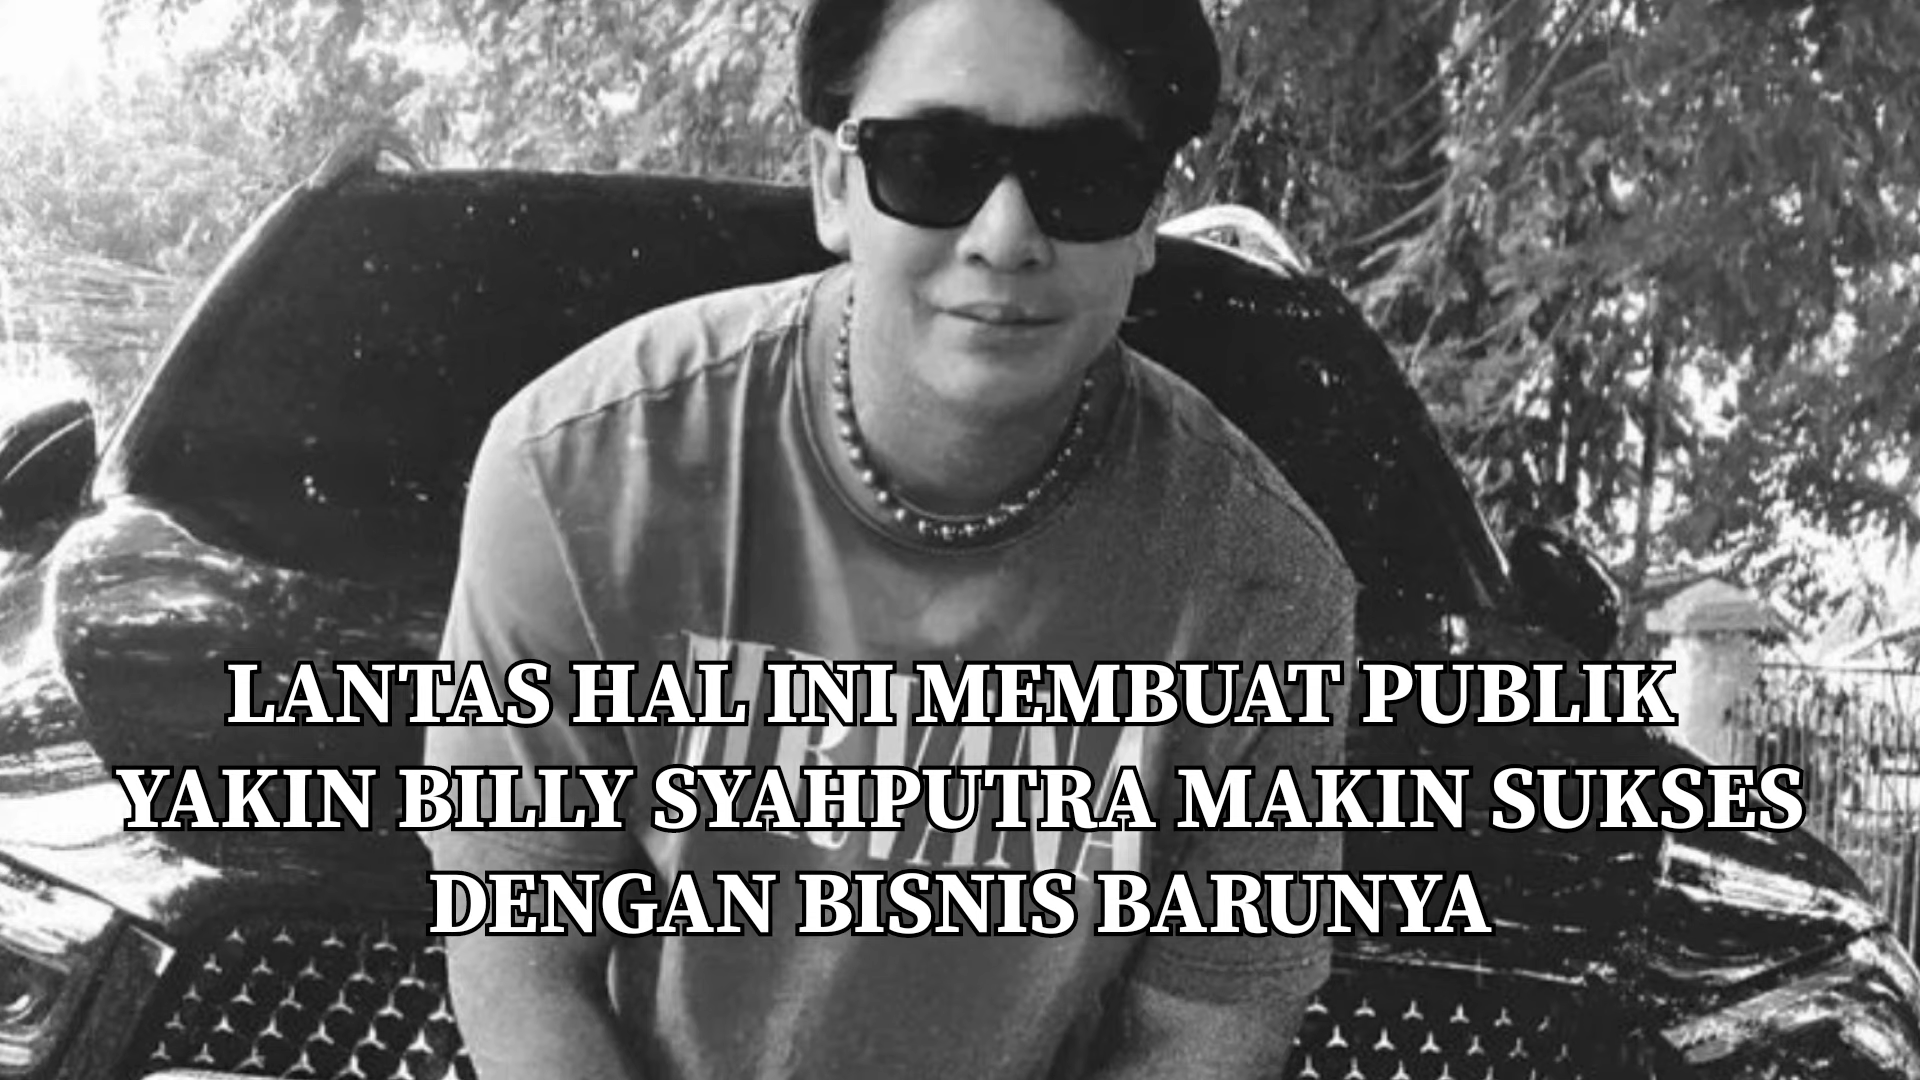 LANTAS HAL INI MEMBUAT PUBLIK
YAKIN BILLY SYAHPUTRA MAKIN SUKSES
DENGAN BISNIS BARUNYA